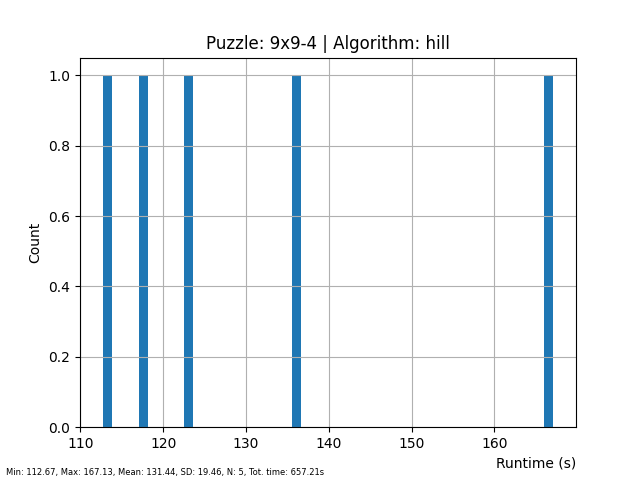 Puzzle: 9x9-4 | Algorithm: hill
1.0
0.8
0.6
0.4
0.2
0.0
Count
110 120 130 140 150 160
Runtime (s)
Min: 112.67, Max: 167.13, Mean: 131.44, SD: 19.46, N: 5, Tot. time: 657.21s